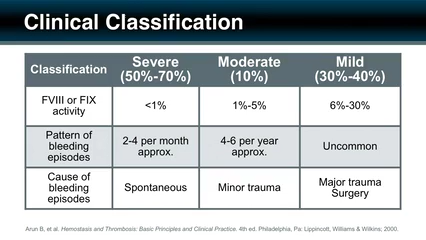 Clinical Classification
Classification
Severe
(50%-70%)
Moderate
(10%)
Mild
(30%-40%)
FVIII or FIX
activity
<1%
1%-5%
6%-30%
Pattern of
bleeding
episodes
2-4 per month
approx.
4-6 per year
approx.
Uncommon
Cause of
bleeding
episodes
Spontaneous
Minor trauma
Major trauma
Surgery
Arun B, et al. Hemostasis and Thrombosis: Basic Principles and Clinical Practice. 4th ed. Philadelphia, Pa: Lippincott, Williams & Wilkins; 2000.